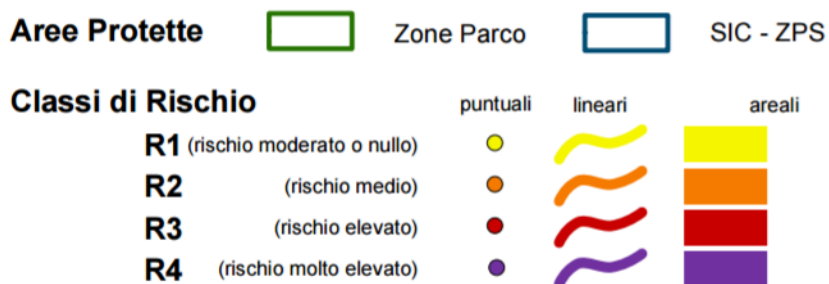 Aree Protette Zone Parco SIC - ZPS
Classi di Rischio puntuali lineari areali
R1 (rischio moderato o nullo)
R2 (rischio medio)
R3 (rischio elevato)
R4 (rischio molto elevato)